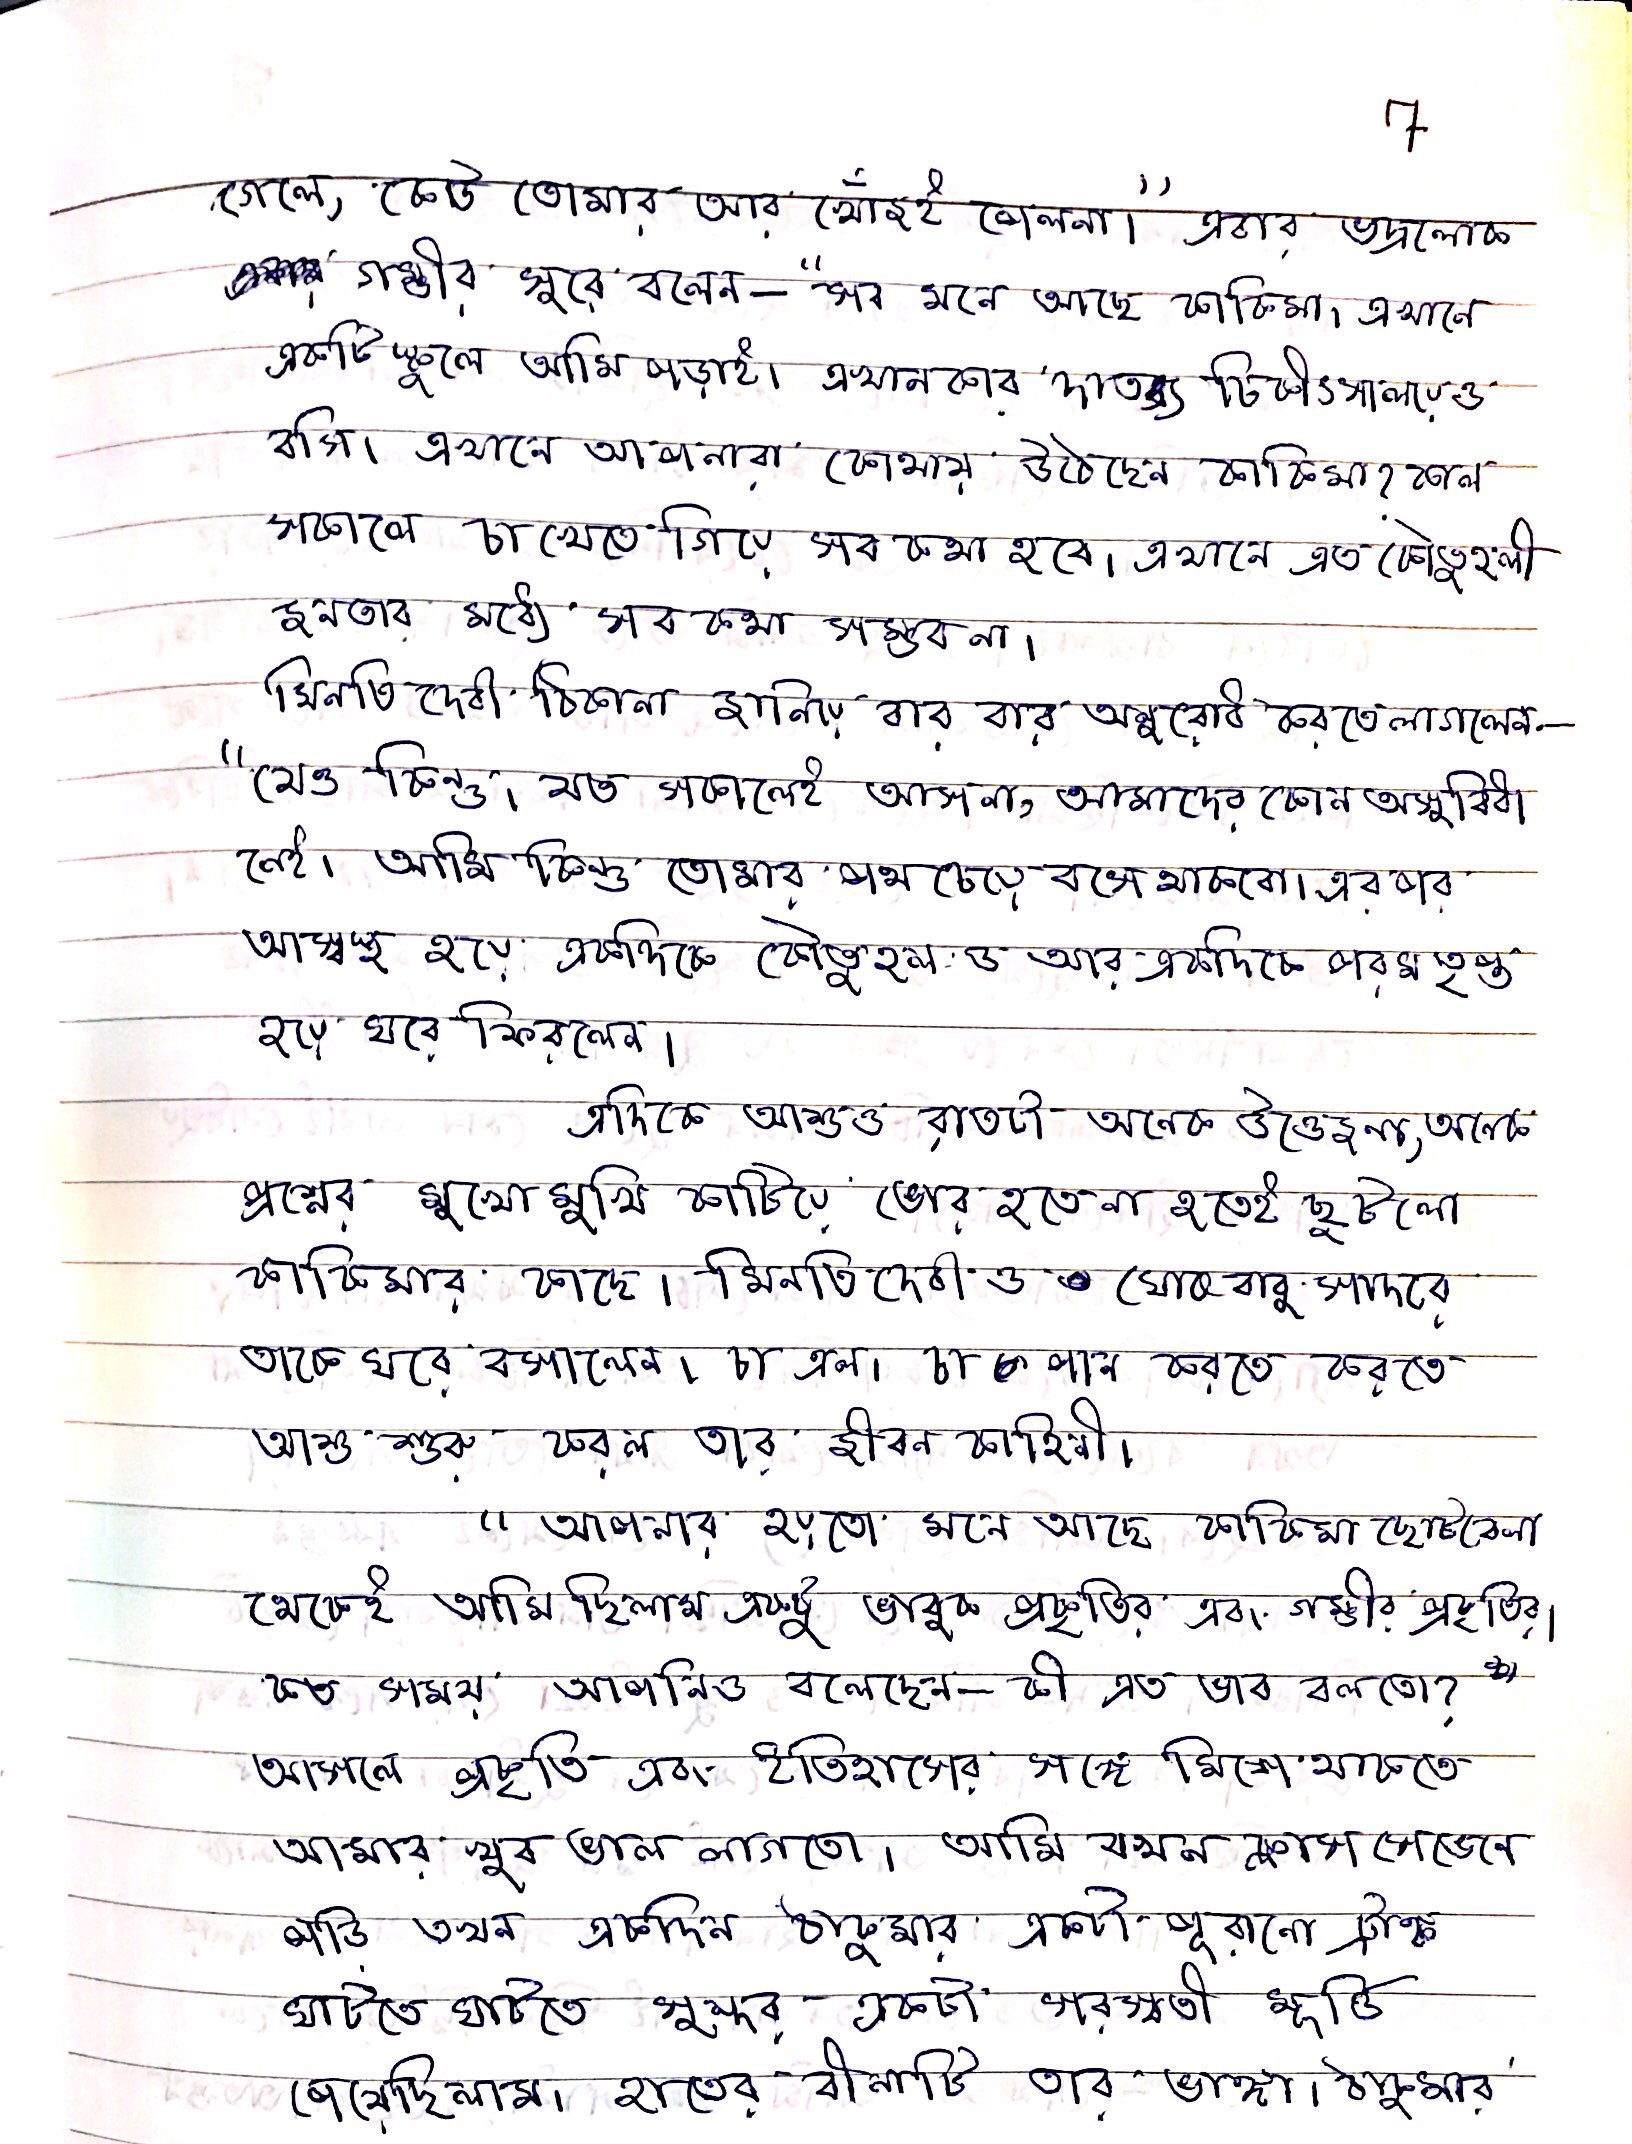 7
গেলে, কেউ তোমার আর খোঁজই পেলনা।" এবার ভদ্রলোক
গম্ভীর সুরে বলেন – "সব মনে আছে কাকিমা। এখানে
একটি স্কুলে আমি পড়াই। এখানকার দাতব্য চিকীৎসালয়েও
বসি। এখানে আপনারা কোথায় উঠেছেন কাকিমা? কাল
সকালে চা খেতে গিয়ে সব কথা হবে। এখানে এত কৌতুহলী
জনতার মধ্যে সব কথা সম্ভব না।
মিনতি দেবী ঠিকানা জানিয়ে বার বার অনুরোধ করতে লাগলেন –
"যেও কিন্তু। যত সকালেই আসনা, আমাদের কোন অসুবিধা
নেই। আমি কিন্তু তোমার পথ চেয়ে বসে থাকবো। এরপর
আস্বস্থ হয়ে একদিকে কৌতুহল ও আর একদিকে পরম তৃপ্ত
হয়ে ঘরে ফিরলেন।
এদিকে আশুও রাতটা অনেক উত্তেজনা, অনেক
প্রশ্নের মুখোমুখি কাটিয়ে ভোর হতে না হতেই ছুটলো
কাকিমার কাছে। মিনতি দেবী ও ঘোষবাবু সাদরে
তাকে ঘরে বসালেন। চা এল। চা পান করতে করতে
আশু শুরু করল তার জীবন কাহিনী।
"আপনার হয়তো মনে আছে কাকিমা ছোটবেলা
থেকেই আমি ছিলাম একটু ভাবুক প্রকৃতির এবং গম্ভীর প্রকৃতির।
কত সময় আপনিও বলেছেন – কী এত ভাব বলতো?
আসলে প্রকৃতি এবং ইতিহাসের সঙ্গে মিশে থাকতে
আমার খুব ভাল লাগতো। আমি যখন ক্লাস সেভেনে
পড়ি তখন একদিন ঠাকুমার একটা পুরানো ট্রাঙ্ক
ঘাটতে ঘাটতে সুন্দর একটা সরস্বতী মূর্ত্তি
পেয়েছিলাম। হাতের বীনাটি তার ভাঙ্গা। ঠাকুমার